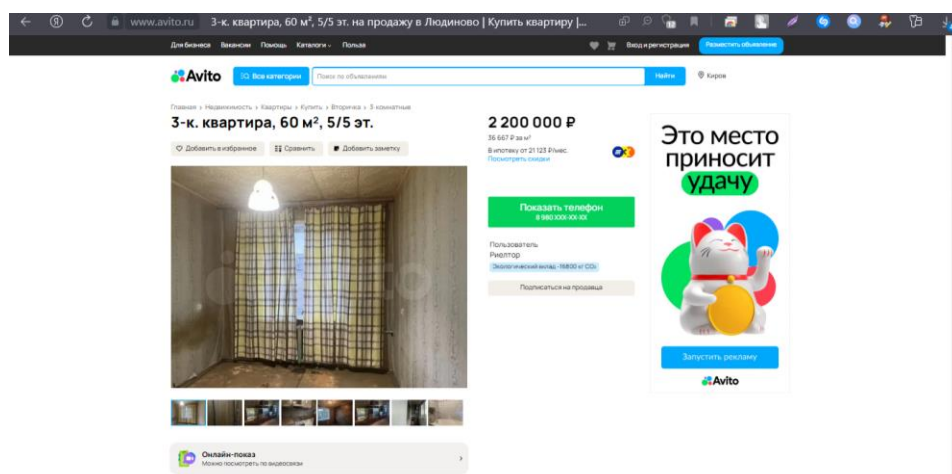 www.avito.ru 3-к. квартира, 60 м², 5/5 эт. на продажу в Людиново | Купить квартиру |...
Для бизнеса Вакансии Помощь Каталоги Польза
Вход и регистрация Разместить объявление
Avito Все категории Поиск по объявлениям Найти Киров
Главная › Недвижимость › Квартиры › Купить › Вторичка › 3-комнатные
3-к. квартира, 60 м², 5/5 эт.
Добавить в избранное Сравнить Добавить заметку
2 200 000 ₽
36 667 ₽ за м²
В ипотеку от 21 123 ₽/мес.
Посмотреть скидки
Показать телефон
8 980 XXX-XX-XX
Пользователь
Риелтор
Подписаться на продавца
Avito
Онлайн-показ
Можно посмотреть по видеосвязи
Это место
приносит
удачу
Запустить рекламу
Avito